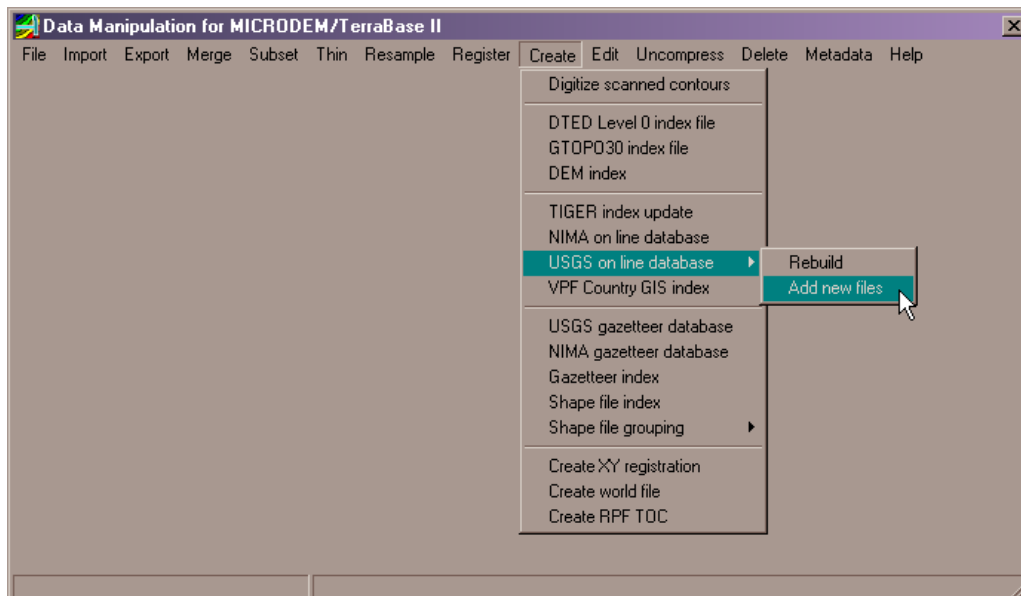 Data Manipulation for MICRODEM/TerraBase II
File Import Export Merge Subset Thin Resample Register Create Edit Uncompress Delete Metadata Help
Digitize scanned contours
DTED Level 0 index file
GTOPO30 index file
DEM index
TIGER index update
NIMA on line database
USGS on line database
Rebuild
VPF Country GIS index
Add new files
USGS gazetteer database
NIMA gazetteer database
Gazetteer index
Shape file index
Shape file grouping
Create XY registration
Create world file
Create RPF TOC